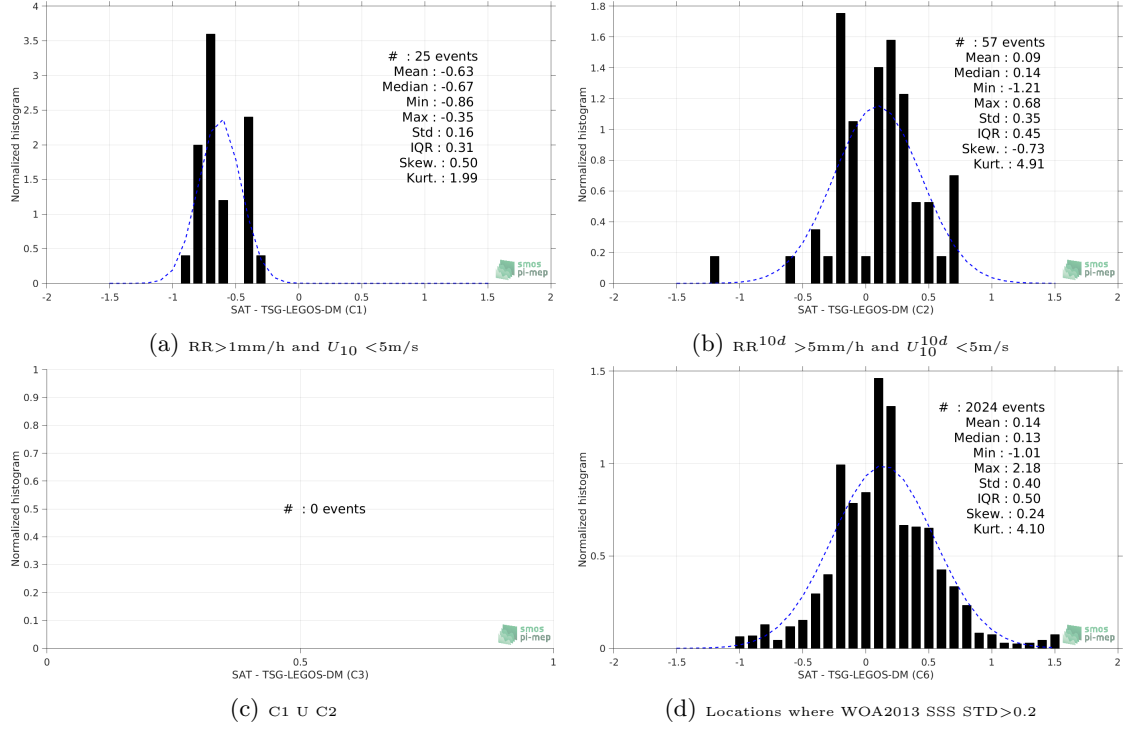 4
3.5
3
2.5
2
1.5
1
0.5
0
Normalized histogram
-2
-1.5
-1
-0.5
0
0.5
1
1.5
2
SAT - TSG-LEGOS-DM (C1)
# : 25 events
Mean : -0.63
Median : -0.67
Min : -0.86
Max : -0.35
Std : 0.16
IQR : 0.31
Skew. : 0.50
Kurt. : 1.99
smos
pi-mep
(a) RR>1mm/h and U10 <5m/s
1.8
1.6
1.4
1.2
1
0.8
0.6
0.4
0.2
0
Normalized histogram
-2
-1.5
-1
-0.5
0
0.5
1
1.5
2
SAT - TSG-LEGOS-DM (C2)
# : 57 events
Mean : 0.09
Median : 0.14
Min : -1.21
Max : 0.68
Std : 0.35
IQR : 0.45
Skew. : -0.73
Kurt. : 4.91
smos
pi-mep
(b) RR10d >5mm/h and U10d10 <5m/s
1
0.9
0.8
0.7
0.6
0.5
0.4
0.3
0.2
0.1
0
Normalized histogram
0
0.5
1
SAT - TSG-LEGOS-DM (C3)
# : 0 events
smos
pi-mep
(c) C1 U C2
1.5
1
0.5
0
Normalized histogram
-2
-1.5
-1
-0.5
0
0.5
1
1.5
2
SAT - TSG-LEGOS-DM (C6)
# : 2024 events
Mean : 0.14
Median : 0.13
Min : -1.01
Max : 2.18
Std : 0.40
IQR : 0.50
Skew. : 0.24
Kurt. : 4.10
smos
pi-mep
(d) Locations where WOA2013 SSS STD>0.2